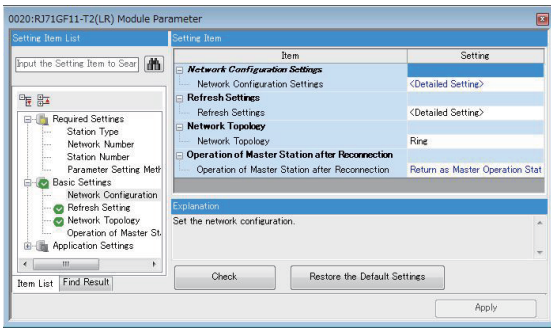 0020:RJ71GF11-T2(LR) Module Parameter
Setting Item List
Input the Setting Item to Sear
Required Settings
Station Type
Network Number
Station Number
Parameter Setting Meth
Basic Settings
Network Configuration
Refresh Setting
Network Topology
Operation of Master St
Application Settings
Item List
Find Result
Setting Item
Item
Setting
Network Configuration Settings
Network Configuration Settings
<Detailed Setting>
Refresh Settings
Refresh Settings
<Detailed Setting>
Network Topology
Network Topology
Ring
Operation of Master Station after Reconnection
Operation of Master Station after Reconnection
Return as Master Operation Stat
Explanation
Set the network configuration.
Check
Restore the Default Settings
Apply